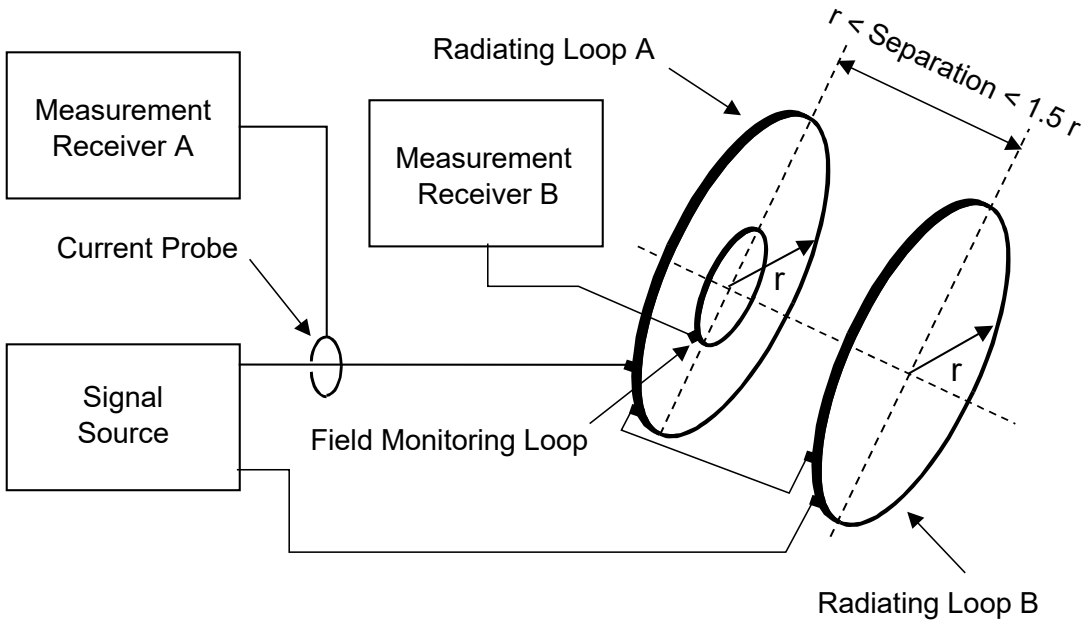 r < Separation < 1.5 r
Radiating Loop A
Measurement
Receiver A
Measurement
Receiver B
Current Probe
r
r
Signal
Source
Field Monitoring Loop
Radiating Loop B